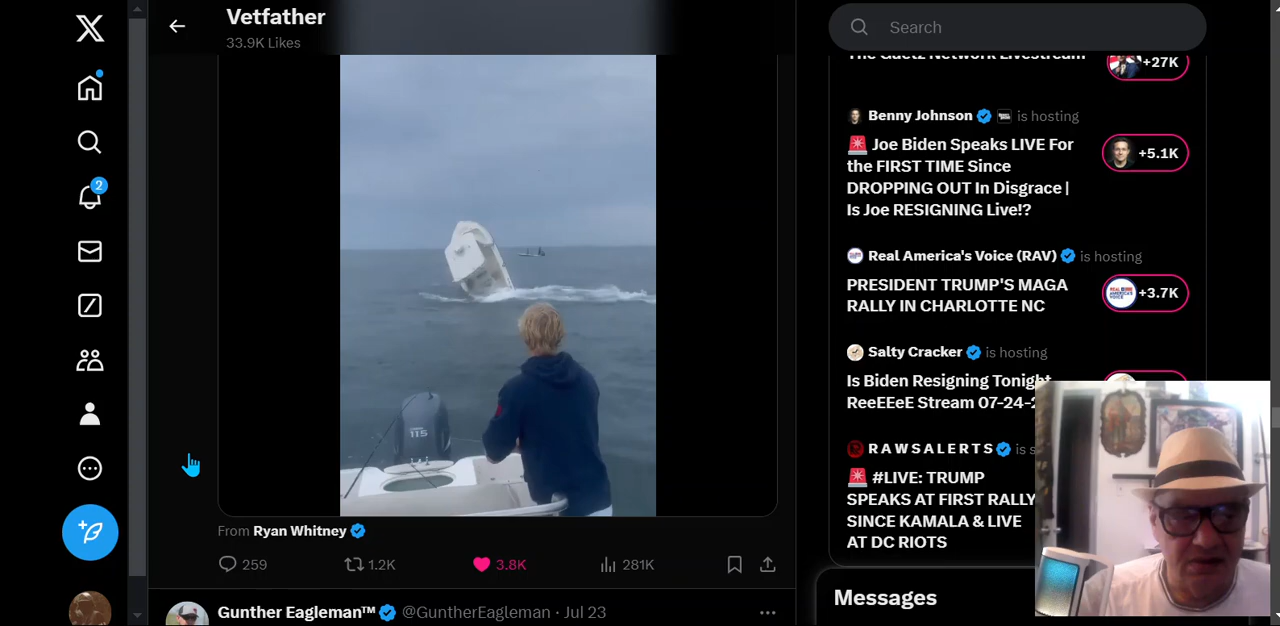 Vetfather
33.9K Likes
Search
+27K
Benny Johnson is hosting
🚨 Joe Biden Speaks LIVE For
the FIRST TIME Since
DROPPING OUT In Disgrace |
Is Joe RESIGNING Live!?
+5.1K
Real America's Voice (RAV) is hosting
PRESIDENT TRUMP'S MAGA
RALLY IN CHARLOTTE NC
+3.7K
Salty Cracker is hosting
Is Biden Resigning Tonight
ReeEEeE Stream 07-24-2
RAWSALERTS is s
🚨 #LIVE: TRUMP
SPEAKS AT FIRST RALLY
SINCE KAMALA & LIVE
AT DC RIOTS
Messages
2
115
From Ryan Whitney
259 1.2K 3.8K 281K
Gunther Eagleman™ @GuntherEagleman · Jul 23